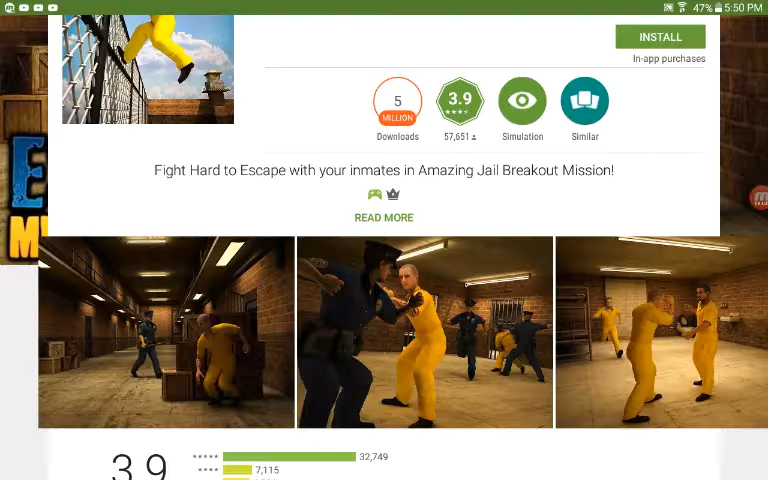 47% 5:50 PM
INSTALL
In-app purchases
5
MILLION
3.9
Downloads
57,651
Simulation
Similar
Fight Hard to Escape with your inmates in Amazing Jail Breakout Mission!
READ MORE
3.9
32,749
7,115